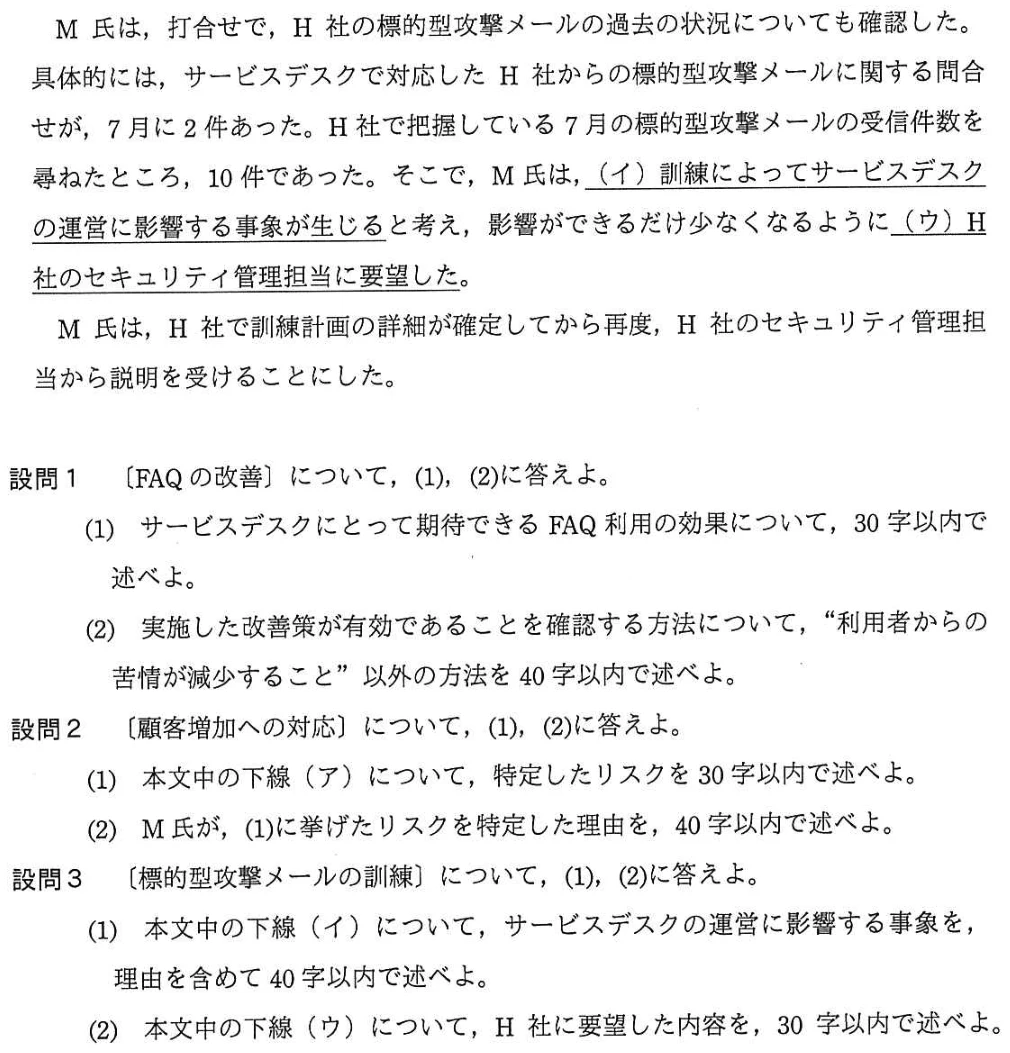 M 氏は，打合せで，H 社の標的型攻撃メールの過去の状況についても確認した。
具体的には，サービスデスクで対応した H 社からの標的型攻撃メールに関する問合
せが，7 月に 2 件あった。H 社で把握している 7 月の標的型攻撃メールの受信件数を
尋ねたところ，10 件であった。そこで，M 氏は，（イ）訓練によってサービスデスク
の運営に影響する事象が生じると考え，影響ができるだけ少なくなるように（ウ）H
社のセキュリティ管理担当に要望した。
M 氏は，H 社で訓練計画の詳細が確定してから再度，H 社のセキュリティ管理担
当から説明を受けることにした。
設問1 〔FAQ の改善〕について，(1)，(2)に答えよ。
(1) サービスデスクにとって期待できる FAQ 利用の効果について，30 字以内で
述べよ。
(2) 実施した改善策が有効であることを確認する方法について，“利用者からの
苦情が減少すること”以外の方法を 40 字以内で述べよ。
設問2 〔顧客増加への対応〕について，(1)，(2)に答えよ。
(1) 本文中の下線（ア）について，特定したリスクを 30 字以内で述べよ。
(2) M 氏が，(1)に挙げたリスクを特定した理由を，40 字以内で述べよ。
設問3 〔標的型攻撃メールの訓練〕について，(1)，(2)に答えよ。
(1) 本文中の下線（イ）について，サービスデスクの運営に影響する事象を，
理由を含めて 40 字以内で述べよ。
(2) 本文中の下線（ウ）について，H 社に要望した内容を，30 字以内で述べよ。